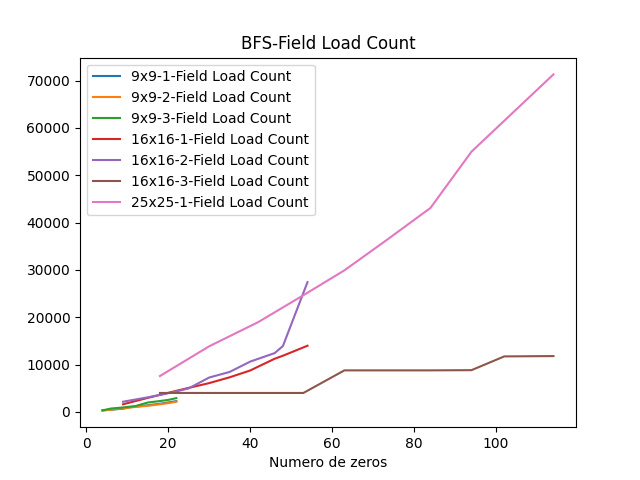 BFS-Field Load Count
9x9-1-Field Load Count
9x9-2-Field Load Count
9x9-3-Field Load Count
16x16-1-Field Load Count
16x16-2-Field Load Count
16x16-3-Field Load Count
25x25-1-Field Load Count
70000
60000
50000
40000
30000
20000
10000
0
0 20 40 60 80 100
Numero de zeros